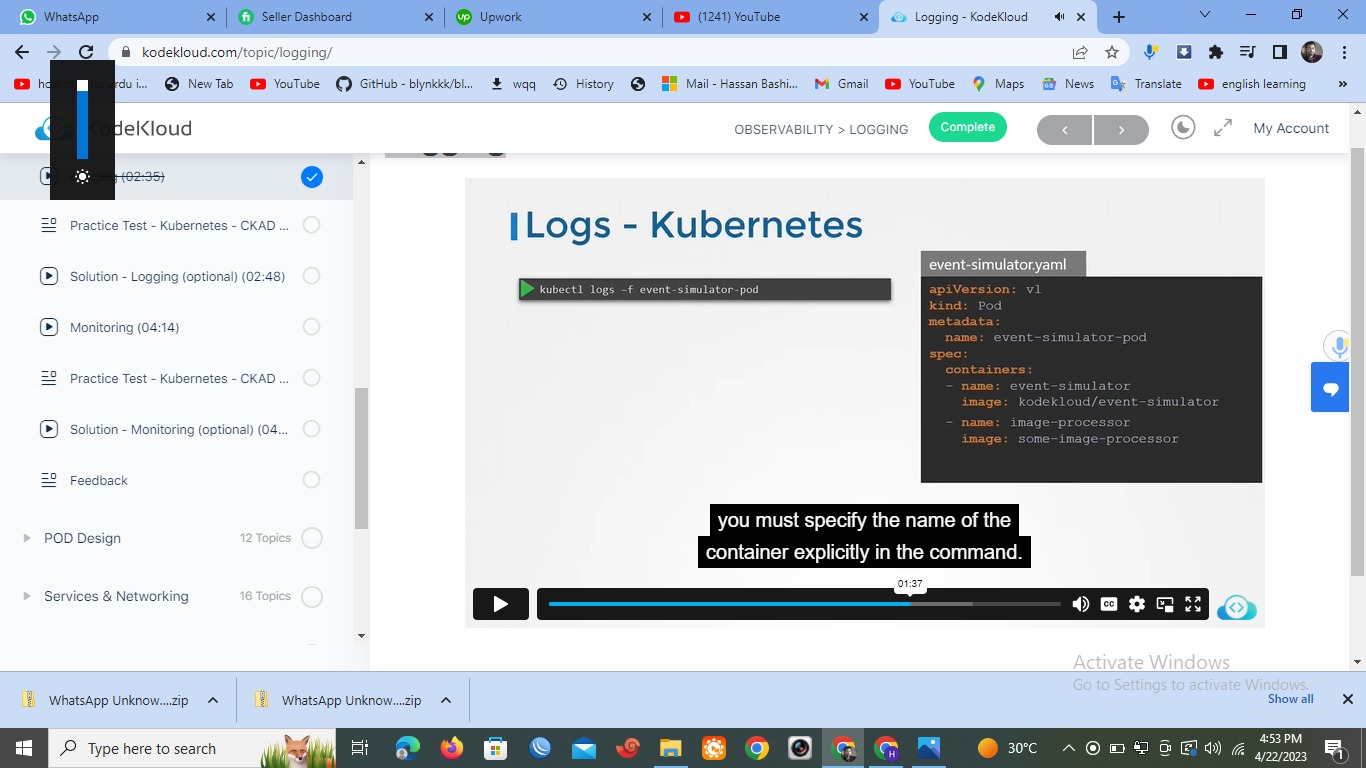 WhatsApp
Seller Dashboard
Upwork
(1241) YouTube
Logging - KodeKloud
kodekloud.com/topic/logging/
New Tab
YouTube
GitHub - blynkkk/bl...
wqq
History
Mail - Hassan Bashi...
Gmail
YouTube
Maps
News
Translate
english learning
KodeKloud
OBSERVABILITY > LOGGING
Complete
My Account
(02:35)
Practice Test - Kubernetes - CKAD ...
Solution - Logging (optional) (02:48)
Monitoring (04:14)
Practice Test - Kubernetes - CKAD ...
Solution - Monitoring (optional) (04...
Feedback
POD Design 12 Topics
Services & Networking 16 Topics
Logs - Kubernetes
kubectl logs –f event-simulator-pod
event-simulator.yaml
apiVersion: v1
kind: Pod
metadata:
name: event-simulator-pod
spec:
containers:
- name: event-simulator
image: kodekloud/event-simulator
- name: image-processor
image: some-image-processor
you must specify the name of the
container explicitly in the command.
01:37
CC
Activate Windows
Go to Settings to activate Windows.
WhatsApp Unknow....zip
WhatsApp Unknow....zip
Show all
Type here to search
30°C
4:53 PM
4/22/2023
1